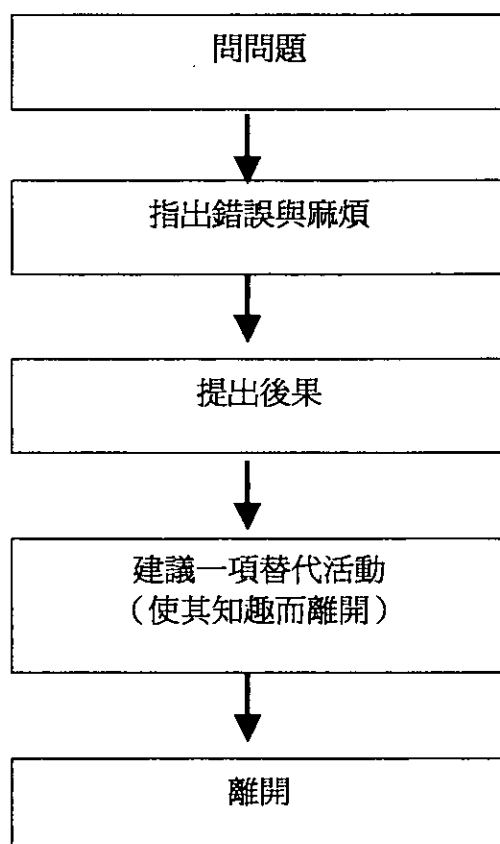 問問題
指出錯誤與麻煩
提出後果
建議一項替代活動
（使其知趣而離開）
離開